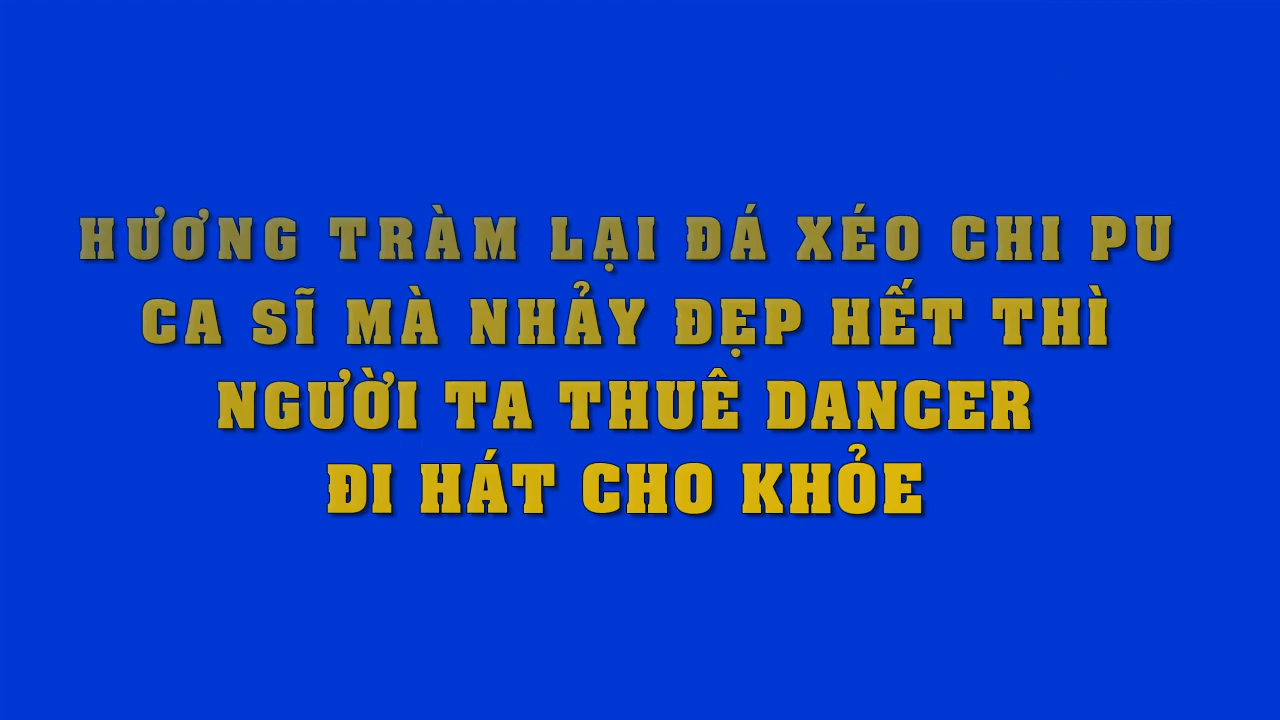 HƯƠNG TRÀM LẠI ĐÁ XÉO CHI PU
CA SĨ MÀ NHẢY ĐẸP HẾT THÌ
NGƯỜI TA THUÊ DANCER
ĐI HÁT CHO KHỎE